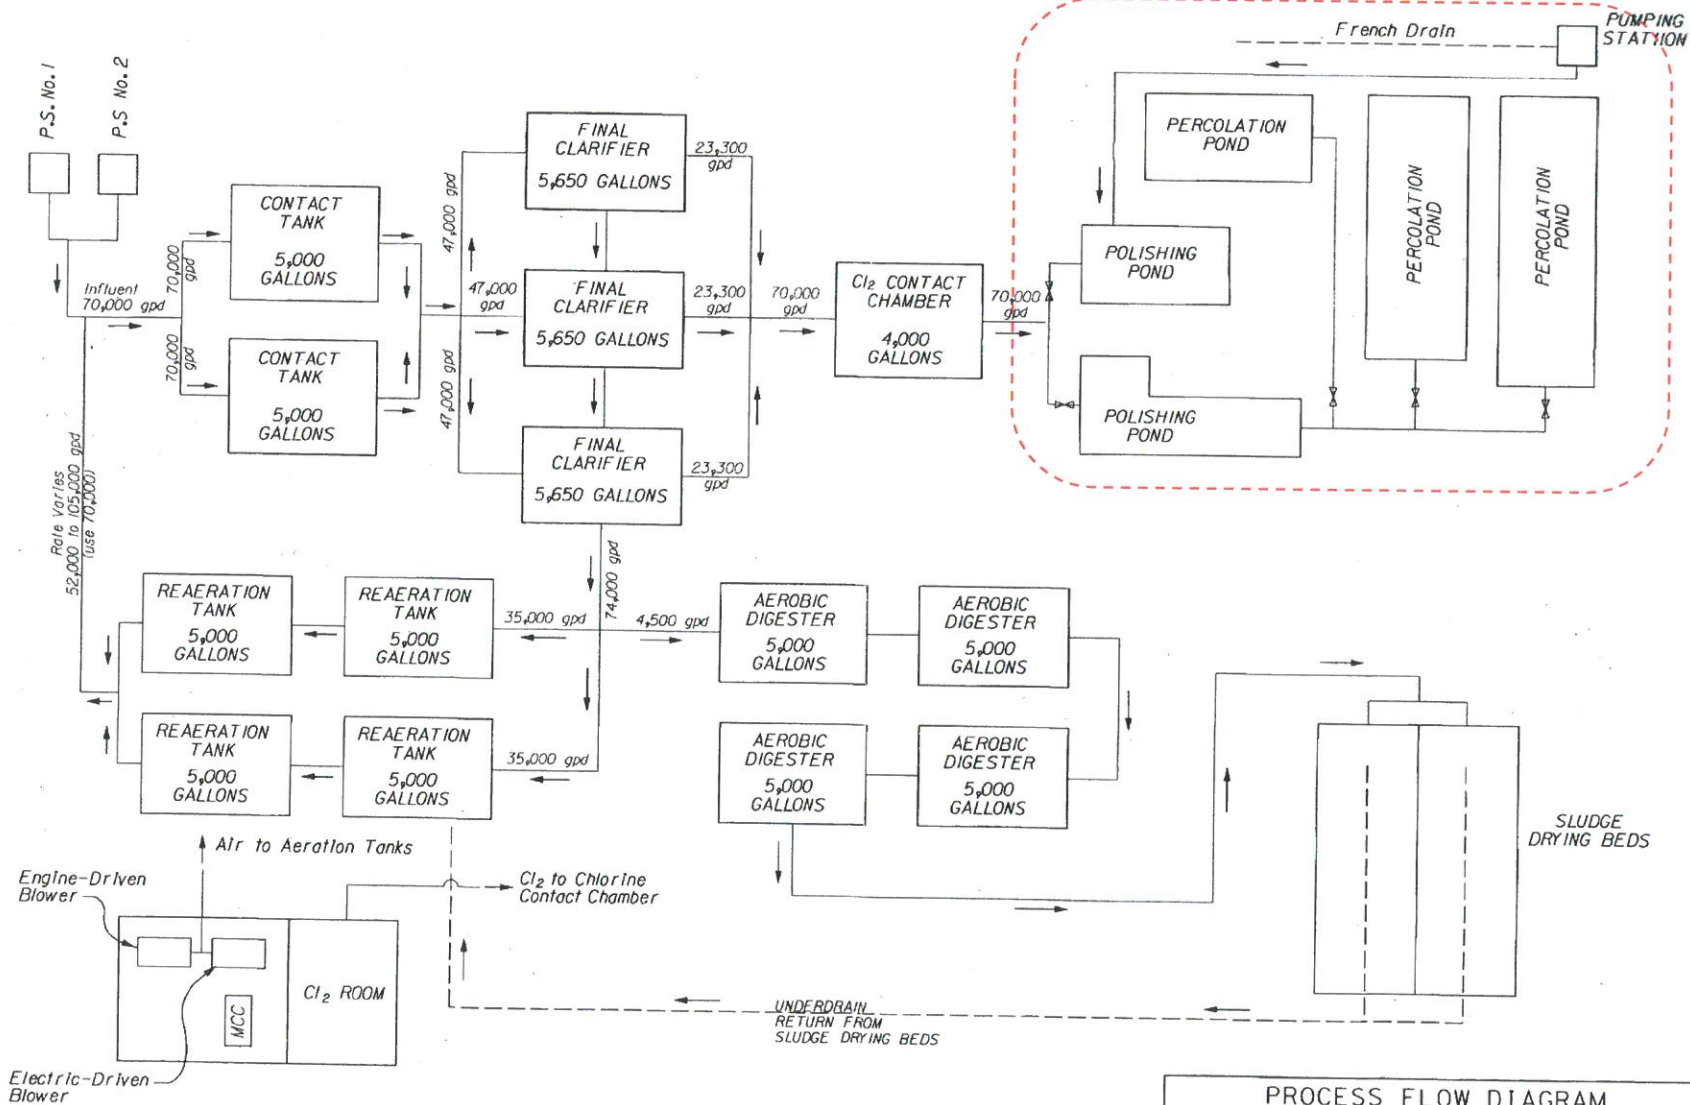 P.S. No. 1
P.S No. 2
Influent
70,000 gpd
70,000
gpd
70,000
gpd
CONTACT
TANK
5,000
GALLONS
CONTACT
TANK
5,000
GALLONS
47,000 gpd
47,000
gpd
47,000 gpd
FINAL
CLARIFIER
5,650 GALLONS
FINAL
CLARIFIER
5,650 GALLONS
FINAL
CLARIFIER
5,650 GALLONS
23,300
gpd
23,300
gpd
23,300
gpd
70,000
gpd
Cl₂ CONTACT
CHAMBER
4,000
GALLONS
70,000
gpd
French Drain
PUMPING
STATION
PERCOLATION
POND
PERCOLATION
POND
PERCOLATION
POND
POLISHING
POND
POLISHING
POND
Rate Varies
52,000 to 105,000 gpd
(use 70,000)
74,000 gpd
REAERATION
TANK
5,000
GALLONS
REAERATION
TANK
5,000
GALLONS
35,000 gpd
4,500 gpd
AEROBIC
DIGESTER
5,000
GALLONS
AEROBIC
DIGESTER
5,000
GALLONS
REAERATION
TANK
5,000
GALLONS
REAERATION
TANK
5,000
GALLONS
35,000 gpd
AEROBIC
DIGESTER
5,000
GALLONS
AEROBIC
DIGESTER
5,000
GALLONS
SLUDGE
DRYING BEDS
Air to Aeration Tanks
Engine-Driven
Blower
Cl₂ to Chlorine
Contact Chamber
Cl₂ ROOM
MCC
UNDERDRAIN
RETURN FROM
SLUDGE DRYING BEDS
Electric-Driven
Blower
PROCESS FLOW DIAGRAM